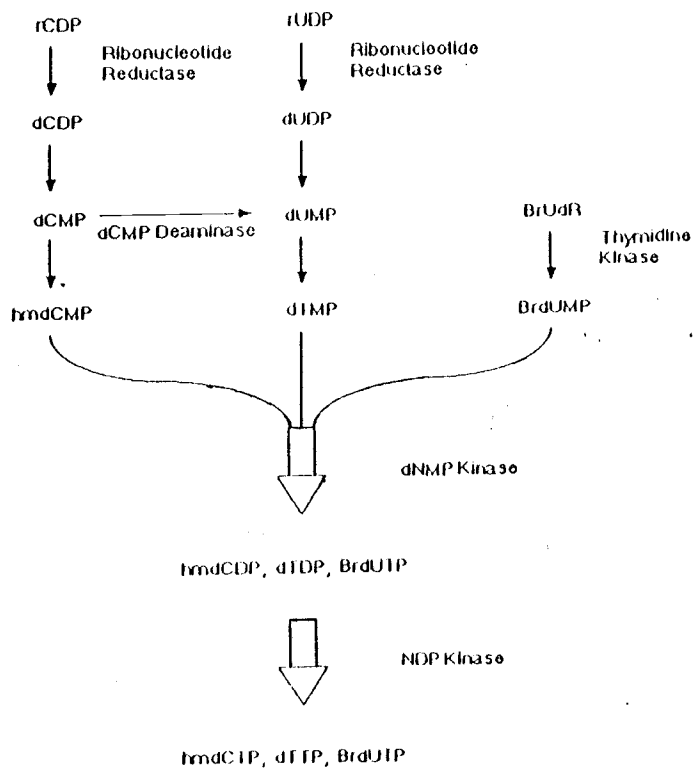 rCDP
rUDP
Ribonucleotide
Reductase
Ribonucleotide
Reductase
dCDP
dUDP
dCMP
dCMP Deaminase
dUMP
BrUdR
Thymidine
Kinase
hmdCMP
dTMP
BrdUMP
dNMP Kinase
hmdCDP, dTDP, BrdUTP
NDP Kinase
hmdCTP, dTTP, BrdUTP